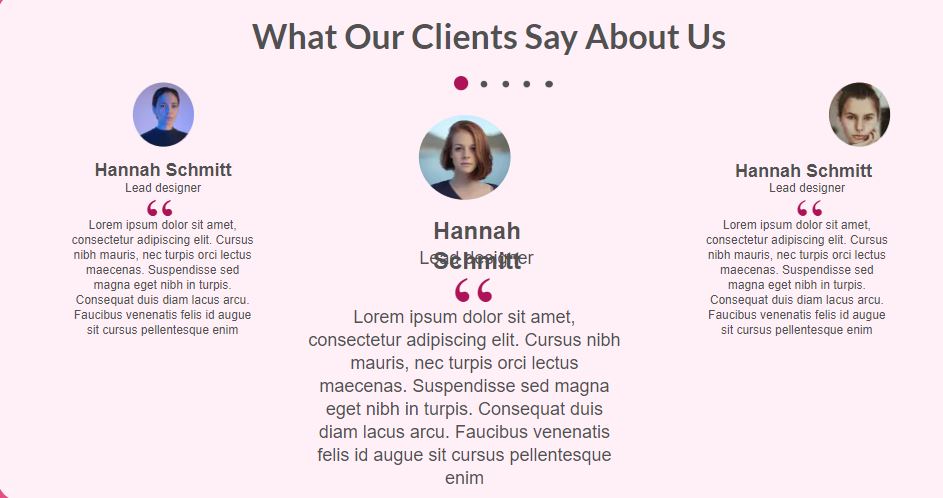 What Our Clients Say About Us
Hannah Schmitt
Lead designer
“
Lorem ipsum dolor sit amet,
consectetur adipiscing elit. Cursus
nibh mauris, nec turpis orci lectus
maecenas. Suspendisse sed
magna eget nibh in turpis.
Consequat duis diam lacus arcu.
Faucibus venenatis felis id augue
sit cursus pellentesque enim
Hannah
Schmitt
Lead designer
“
Lorem ipsum dolor sit amet,
consectetur adipiscing elit. Cursus nibh
mauris, nec turpis orci lectus
maecenas. Suspendisse sed magna
eget nibh in turpis. Consequat duis
diam lacus arcu. Faucibus venenatis
felis id augue sit cursus pellentesque
enim
Hannah Schmitt
Lead designer
“
Lorem ipsum dolor sit amet,
consectetur adipiscing elit. Cursus
nibh mauris, nec turpis orci lectus
maecenas. Suspendisse sed
magna eget nibh in turpis.
Consequat duis diam lacus arcu.
Faucibus venenatis felis id augue
sit cursus pellentesque enim